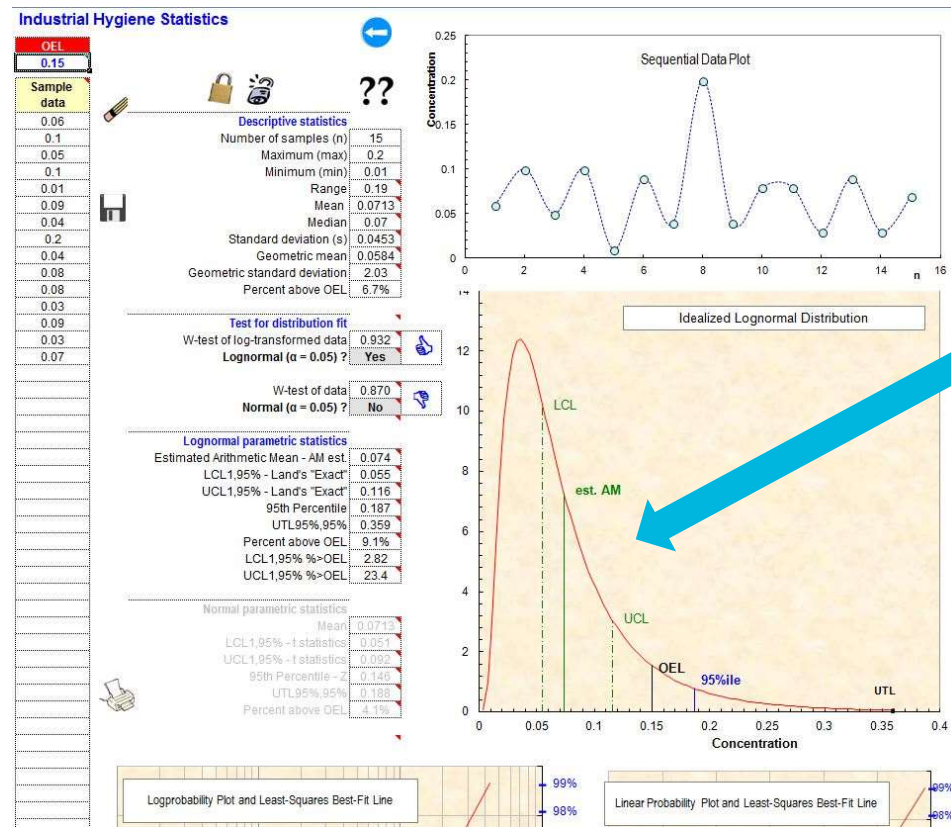 Industrial Hygiene Statistics
OEL
0.15
Sample
data
0.06
0.1
0.05
0.1
0.01
0.09
0.04
0.2
0.04
0.08
0.08
0.03
0.09
0.03
0.07
??
Descriptive statistics
Number of samples (n) 15
Maximum (max) 0.2
Minimum (min) 0.01
Range 0.19
Mean 0.0713
Median 0.07
Standard deviation (s) 0.0453
Geometric mean 0.0584
Geometric standard deviation 2.03
Percent above OEL 6.7%
Test for distribution fit
W-test of log-transformed data 0.932
Lognormal (α = 0.05) ? Yes
W-test of data 0.870
Normal (α = 0.05) ? No
Lognormal parametric statistics
Estimated Arithmetic Mean - AM est. 0.074
LCL1,95% - Land's "Exact" 0.055
UCL1,95% - Land's "Exact" 0.116
95th Percentile 0.187
UTL95%,95% 0.359
Percent above OEL 9.1%
LCL1,95% %>OEL 2.82
UCL1,95% %>OEL 23.4
Normal parametric statistics
Mean 0.0713
LCL1,95% - t statistics 0.051
UCL1,95% - t statistics 0.092
95th Percentile - Z 0.146
UTL95%,95% 0.188
Percent above OEL 4.1%
Sequential Data Plot
Concentration
0.25
0.2
0.15
0.1
0.05
0
0 2 4 6 8 10 12 14 16
n
Idealized Lognormal Distribution
14
12
10
8
6
4
2
0
LCL
est. AM
UCL
OEL
95%ile
UTL
0 0.05 0.1 0.15 0.2 0.25 0.3 0.35 0.4
Concentration
Logprobability Plot and Least-Squares Best-Fit Line
99%
98%
Linear Probability Plot and Least-Squares Best-Fit Line
99%
98%